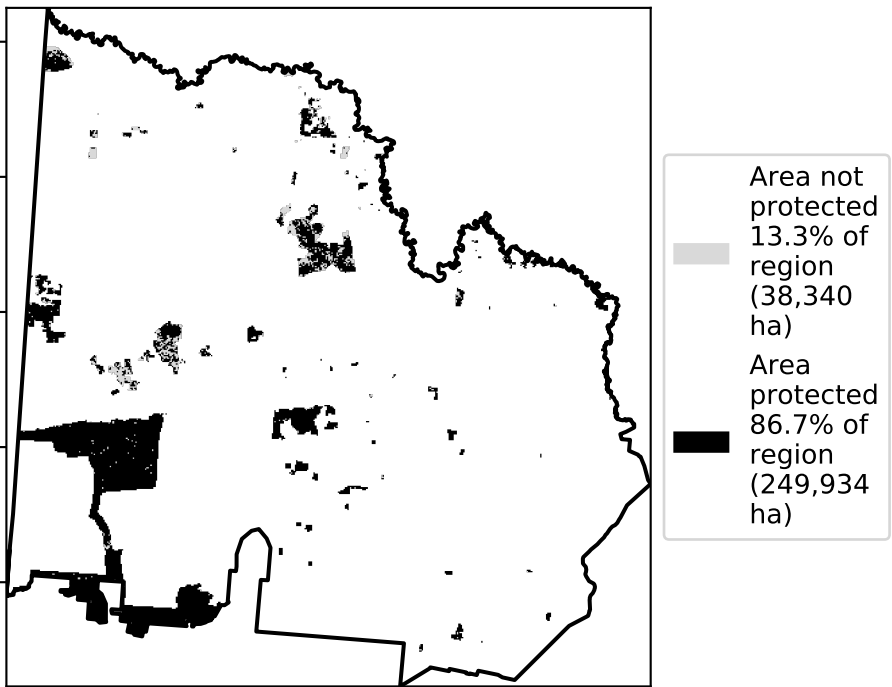 Area not
protected
13.3% of
region
(38,340
ha)
Area
protected
86.7% of
region
(249,934
ha)